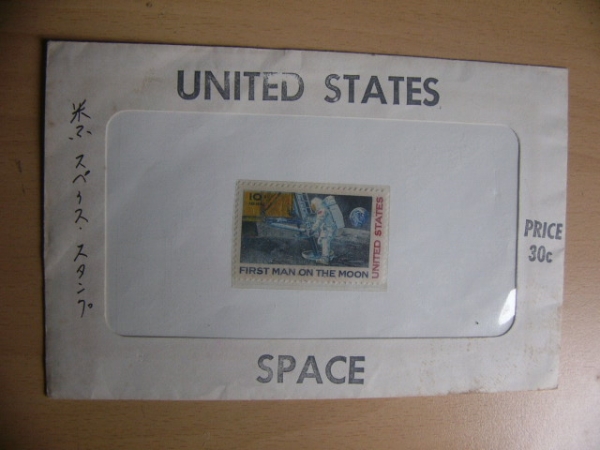 UNITED STATES
米国 スペース・スタンプ
10¢
UNITED STATES
FIRST MAN ON THE MOON
PRICE
30c
SPACE